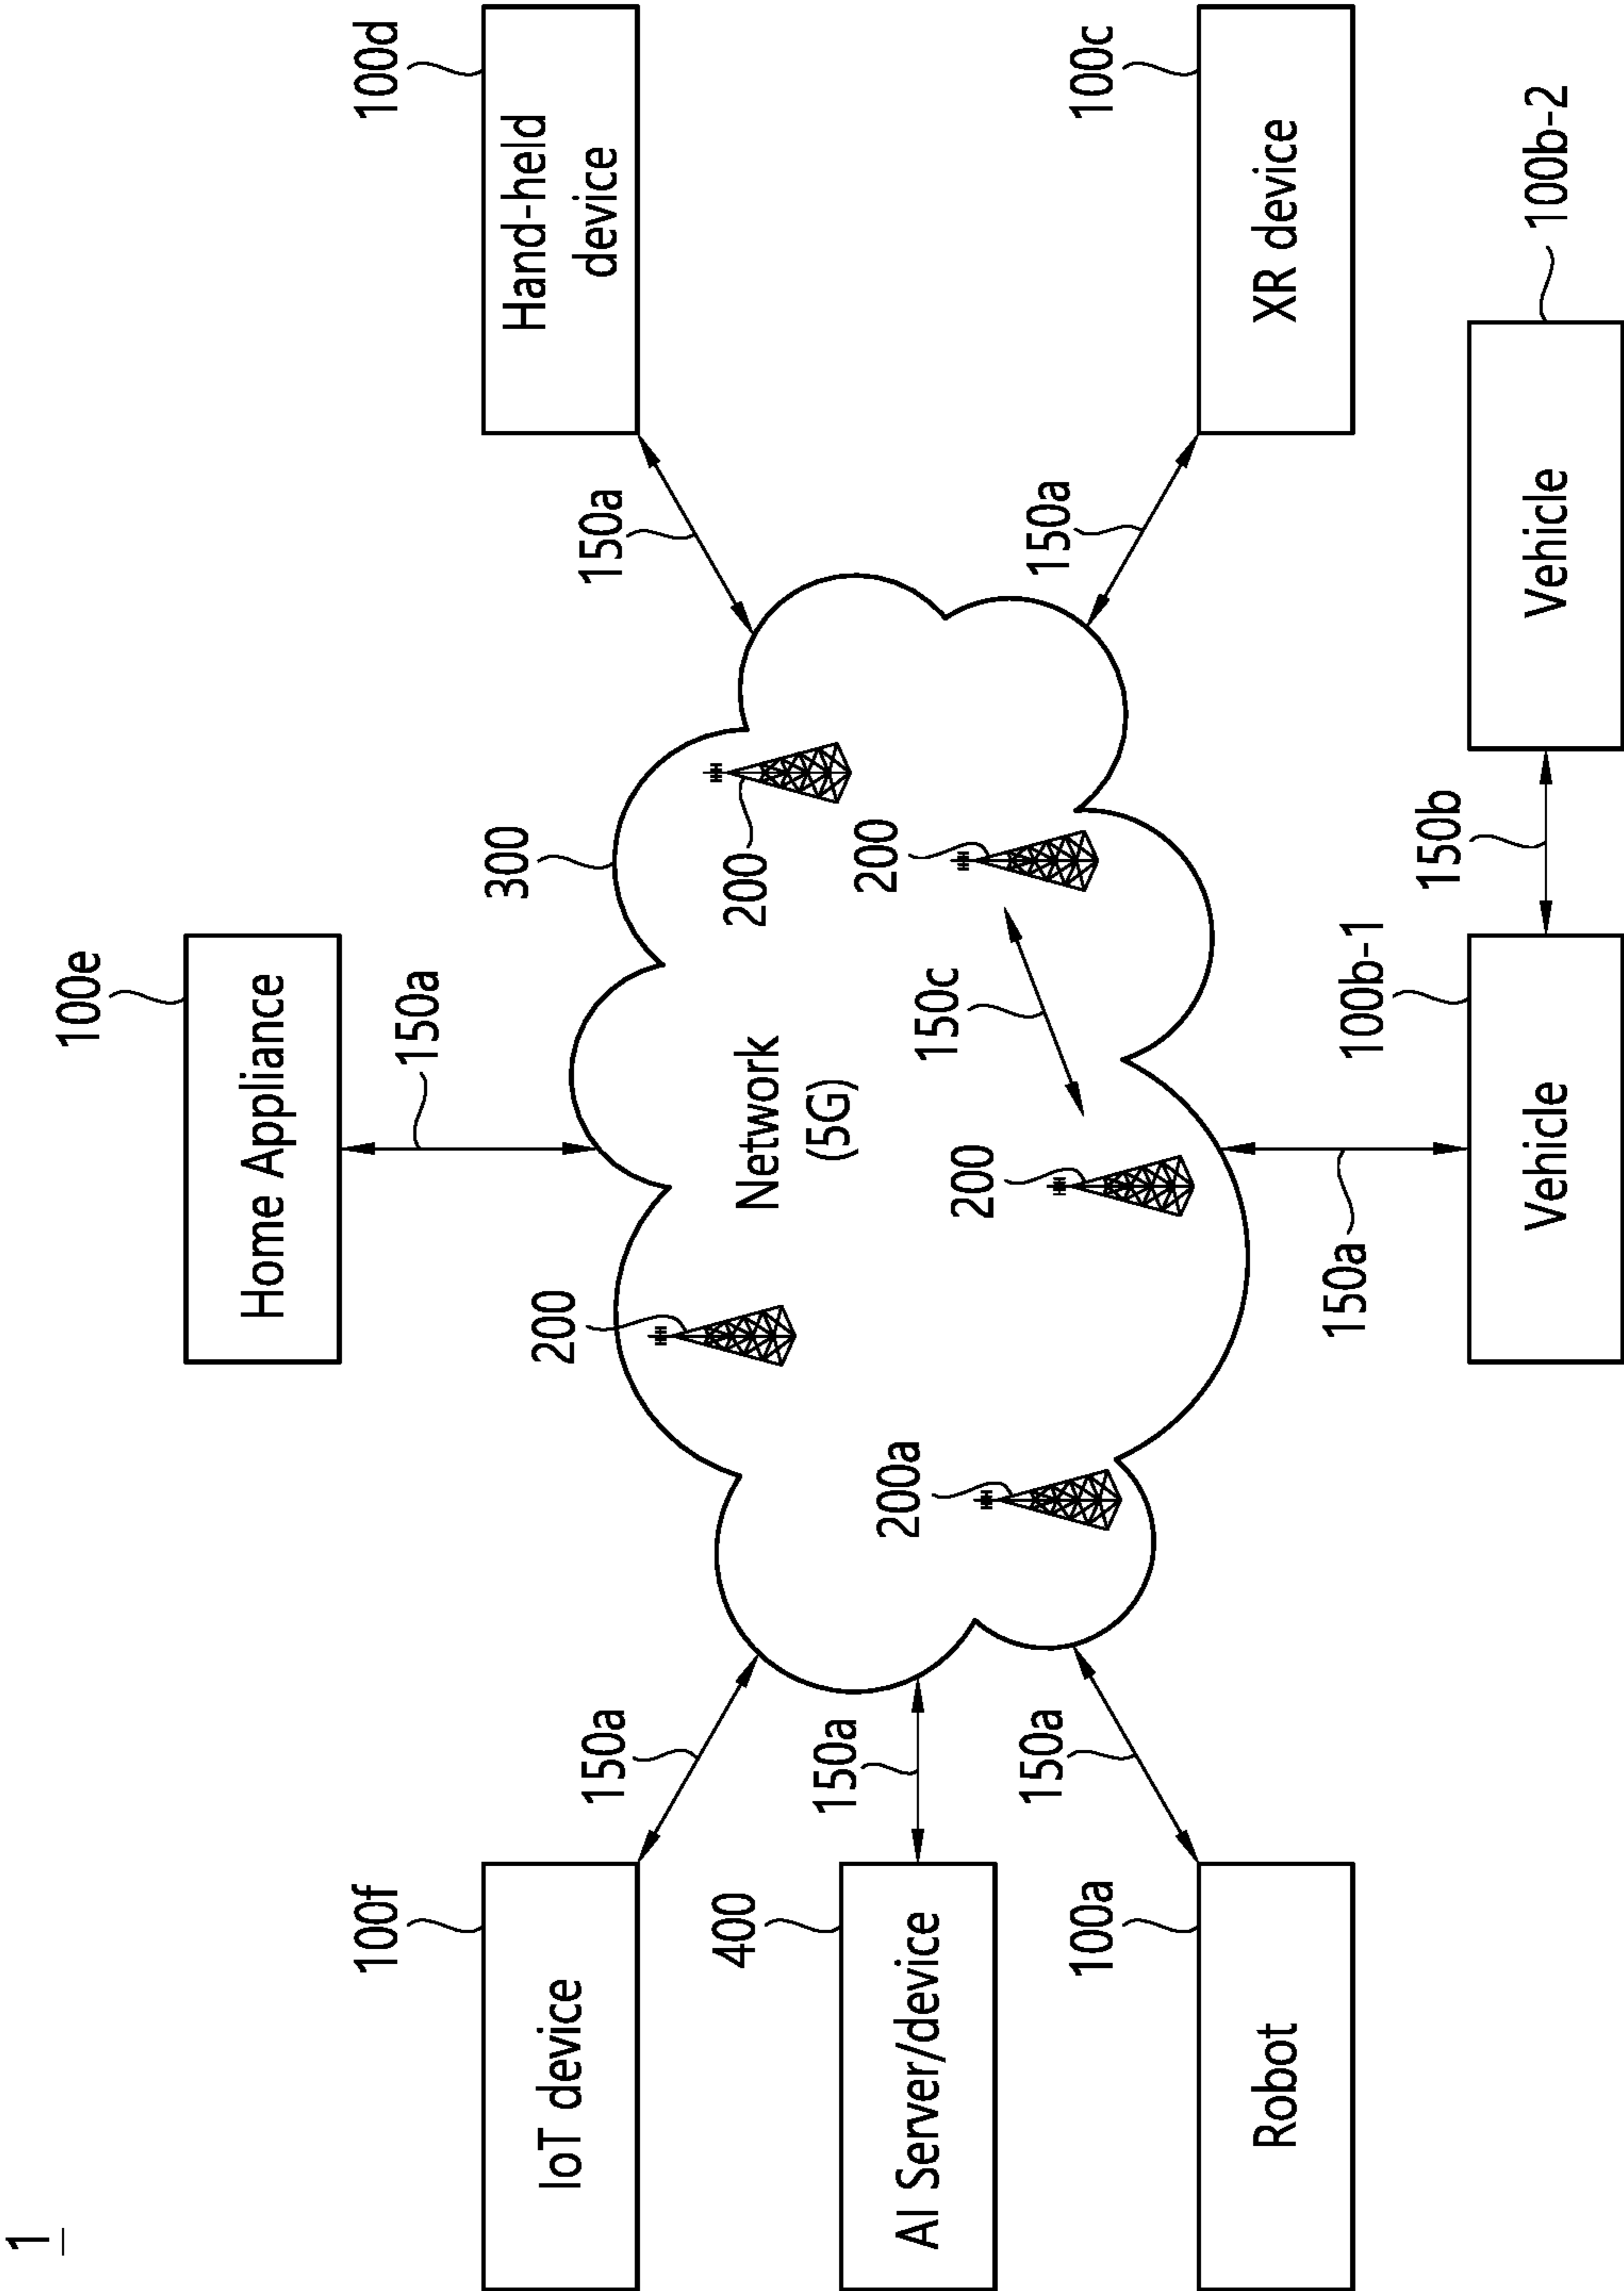 1
100e
Home Appliance
150a
100f
IoT device
150a
300
100d
Hand-held
device
150a
200
200
Network
(5G)
400
AI Server/device
150a
200a
200
150c
200
100a
Robot
150a
100c
XR device
150a
150a
100b-1
Vehicle
150b
Vehicle
100b-2